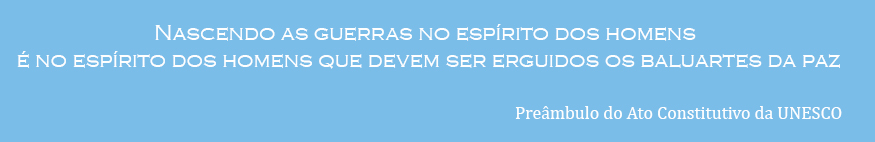 Nascendo as guerras no espírito dos homens
é no espírito dos homens que devem ser erguidos os baluartes da paz
Preâmbulo do Ato Constitutivo da UNESCO